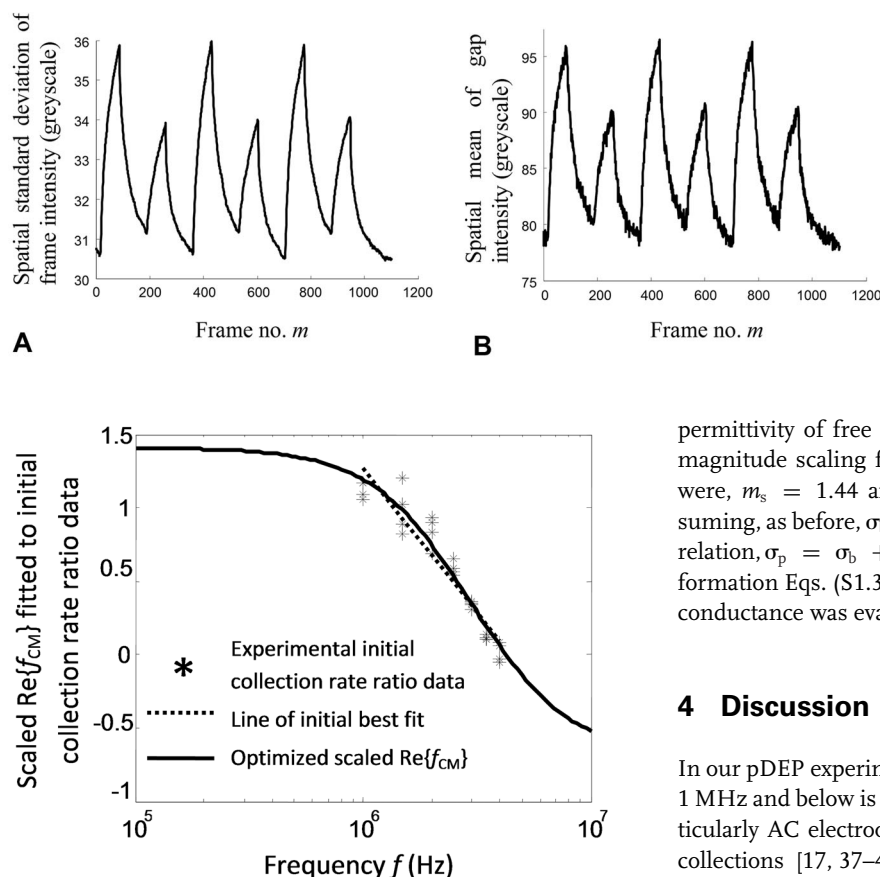 Spatial standard deviation of
frame intensity (greyscale)
36
35
34
33
32
31
30
0
200
400
600
800
1000
1200
Frame no. m
A
Spatial mean of gap
intensity (greyscale)
95
90
85
80
75
0
200
400
600
800
1000
1200
Frame no. m
B
Scaled Re{fCM} fitted to initial
collection rate ratio data
1.5
1
0.5
0
-0.5
-1
* Experimental initial
collection rate ratio data
Line of initial best fit
Optimized scaled Re{fCM}
10^5
10^6
10^7
Frequency f (Hz)
permittivity of free
magnitude scaling f
were, ms = 1.44 a
suming, as before, σ
relation, σp = σb +
formation Eqs. (S1.3
conductance was eva
4 Discussion
In our pDEP experim
1 MHz and below is
ticularly AC electroo
collections [17, 37–4